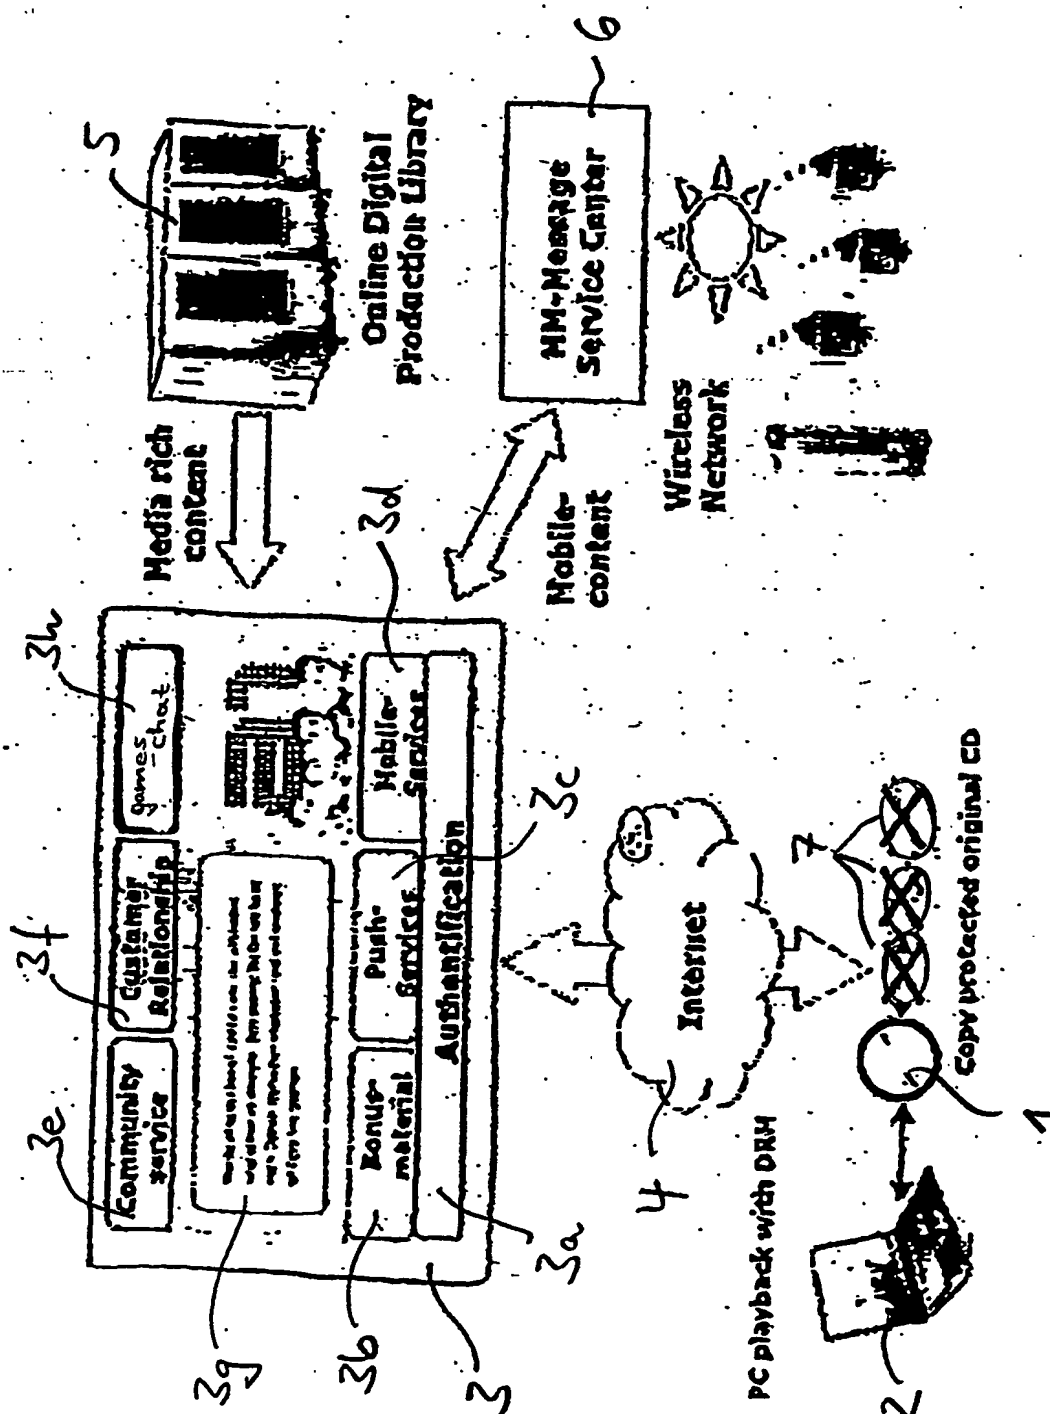 3e
3f
3h
5
Community
service
Customer
Relationship
games
-chat
Media rich
content
Online Digital
Production Library
3g
3b
Bonus-
material
Push-
Services
Mobile-
Services
3d
Authentification
3
3a
3c
Mobile-
content
MM-Message
Service Center
6
4
Internet
Wireless
Network
PC playback with DRM
7
2
1
Copy protected original CD